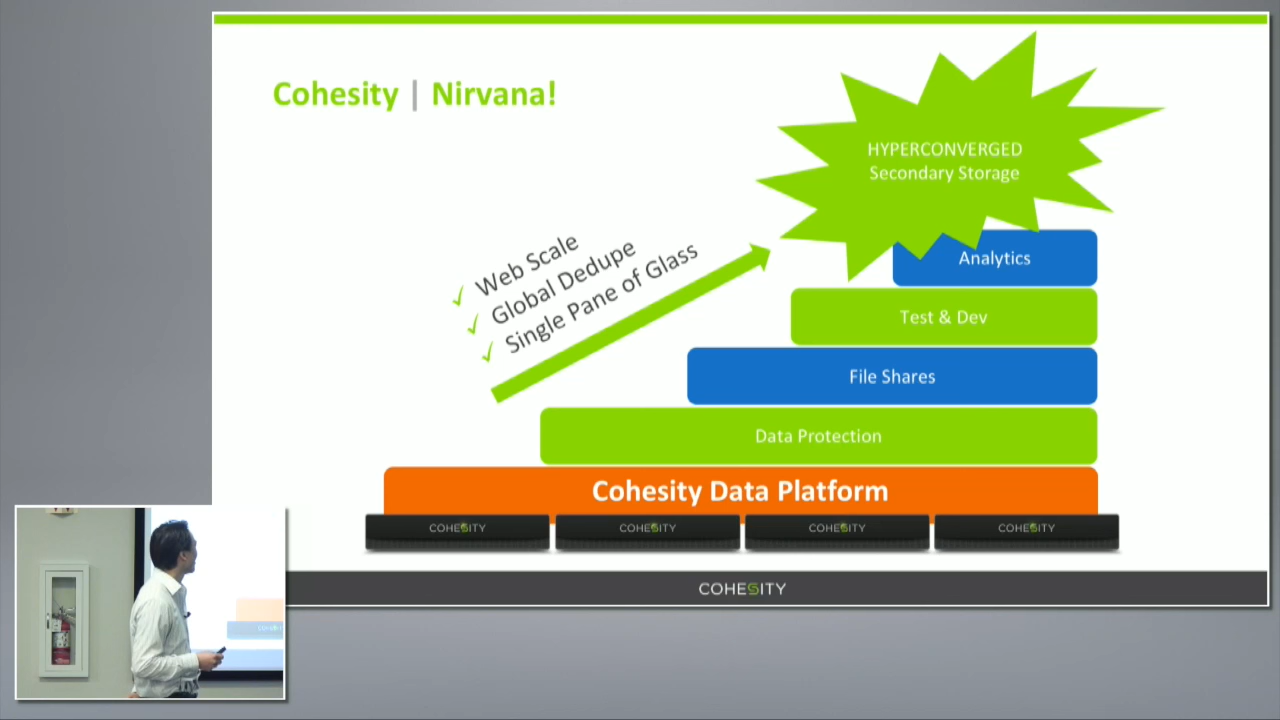 Cohesity | Nirvana!
HYPERCONVERGED
Secondary Storage
✓ Web Scale
✓ Global Dedupe
✓ Single Pane of Glass
Analytics
Test & Dev
File Shares
Data Protection
Cohesity Data Platform
COHESITY
COHESITY
COHESITY
COHESITY
COHESITY